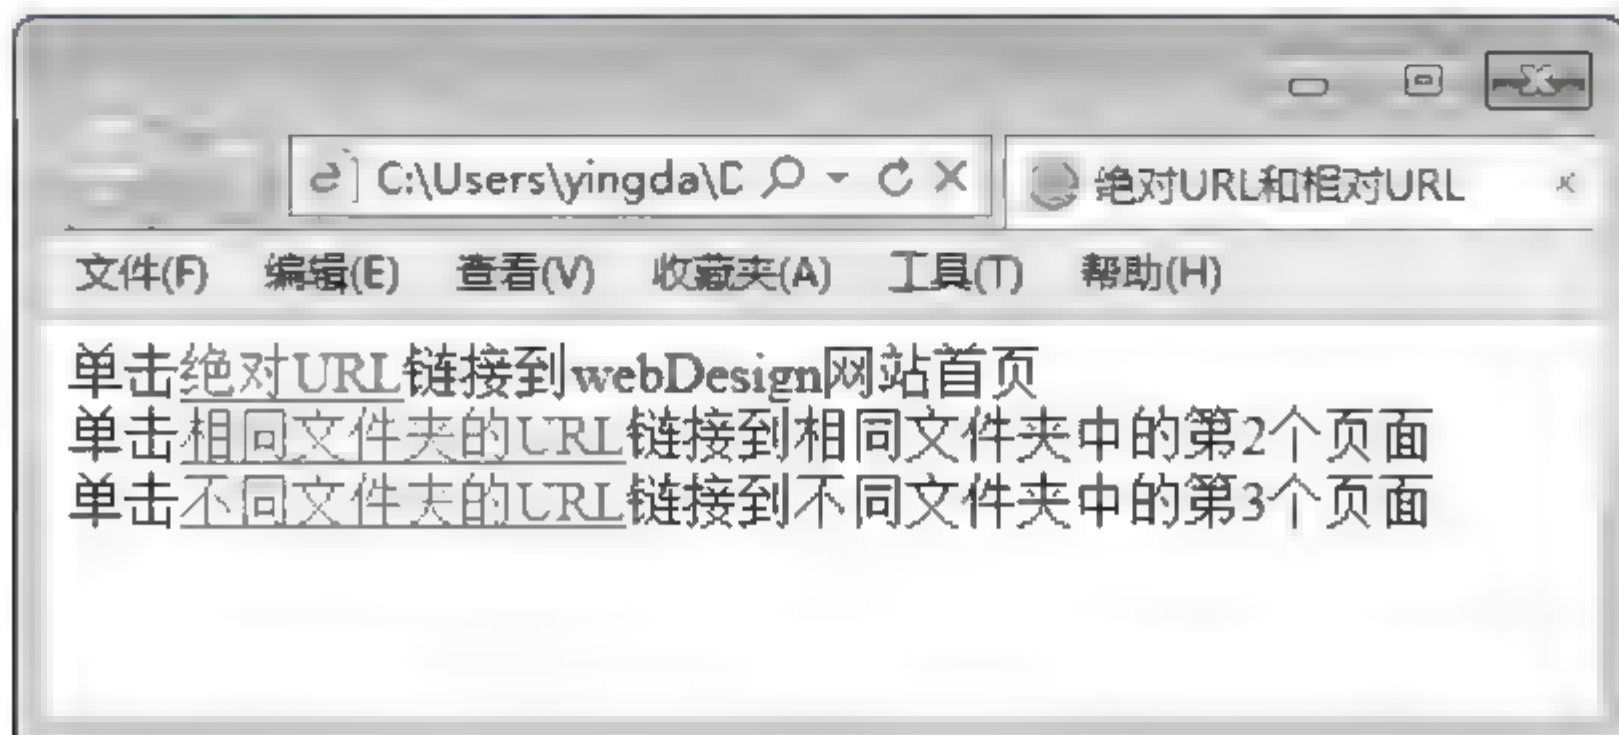 C:\Users\yingda\D
绝对URL和相对URL
文件(F) 编辑(E) 查看(V) 收藏夹(A) 工具(T) 帮助(H)
单击绝对URL链接到webDesign网站首页
单击相同文件夹的URL链接到相同文件夹中的第2个页面
单击不同文件夹的URL链接到不同文件夹中的第3个页面